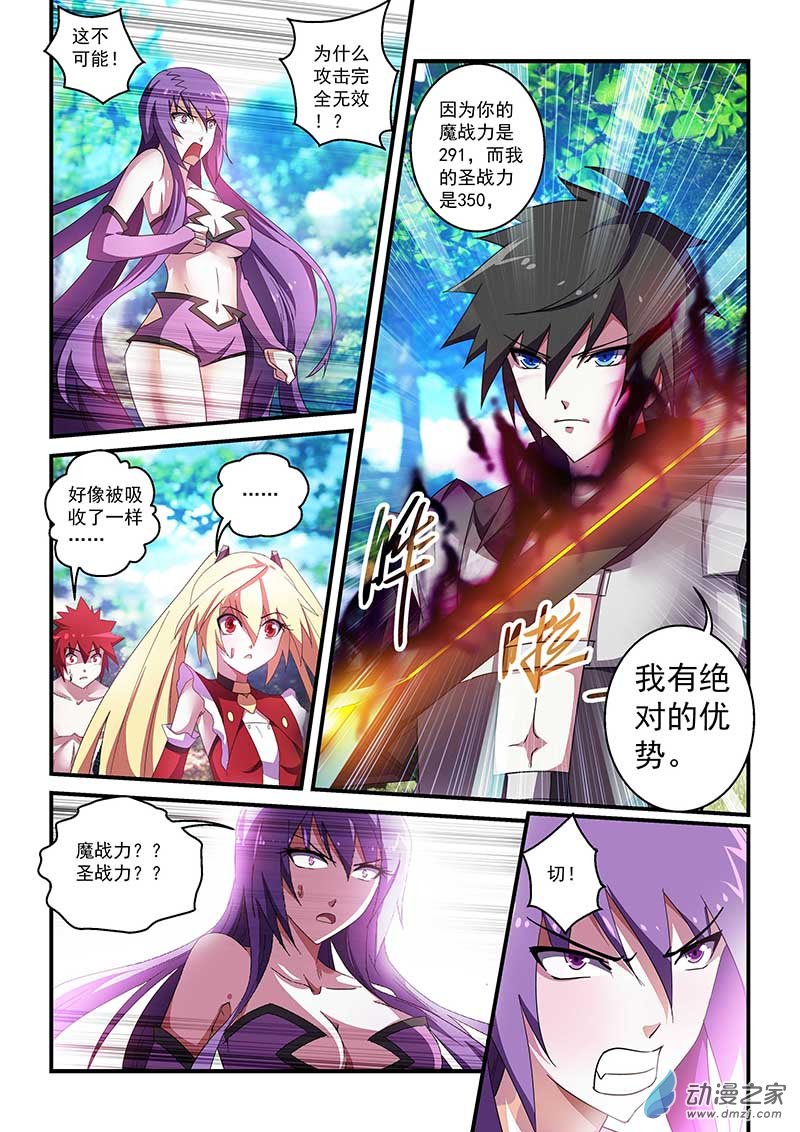 这不
可能！
为什么
攻击完
全无效
！？
因为你的
魔战力是
291，而我
的圣战力
是350，
哗
啦
一
我有绝
对的优
势。
好像被吸
收了一样
……
……
魔战力？？
圣战力？？
切！
动漫之家
www.dmzj.com